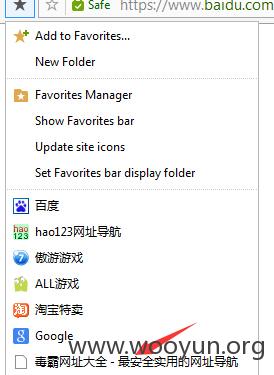 Safe https://www.baidu.com
Add to Favorites...
New Folder
Favorites Manager
Show Favorites bar
Update site icons
Set Favorites bar display folder
百度
hao123网址导航
傲游游戏
ALL游戏
淘宝特卖
Google
www.wooyun.org
毒霸网址大全 - 最安全实用的网址导航